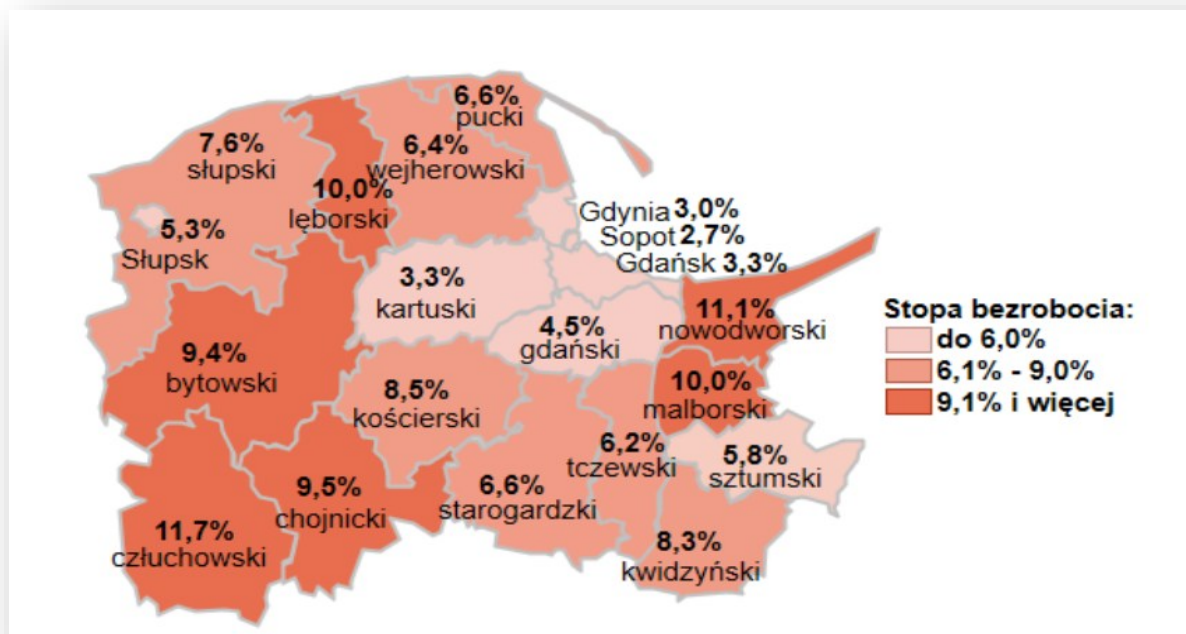 6,6%
pucki
7,6%
słupski
6,4%
wejherowski
10,0%
lęborski
Gdynia 3,0%
Sopot 2,7%
Gdańsk 3,3%
5,3%
Słupsk
3,3%
kartuski
4,5%
gdański
11,1%
nowodworski
9,4%
bytowski
8,5%
kościerski
10,0%
malborski
6,2%
tczewski
5,8%
sztumski
9,5%
chojnicki
6,6%
starogardzki
11,7%
człuchowski
8,3%
kwidzyński
Stopa bezrobocia:
do 6,0%
6,1% - 9,0%
9,1% i więcej